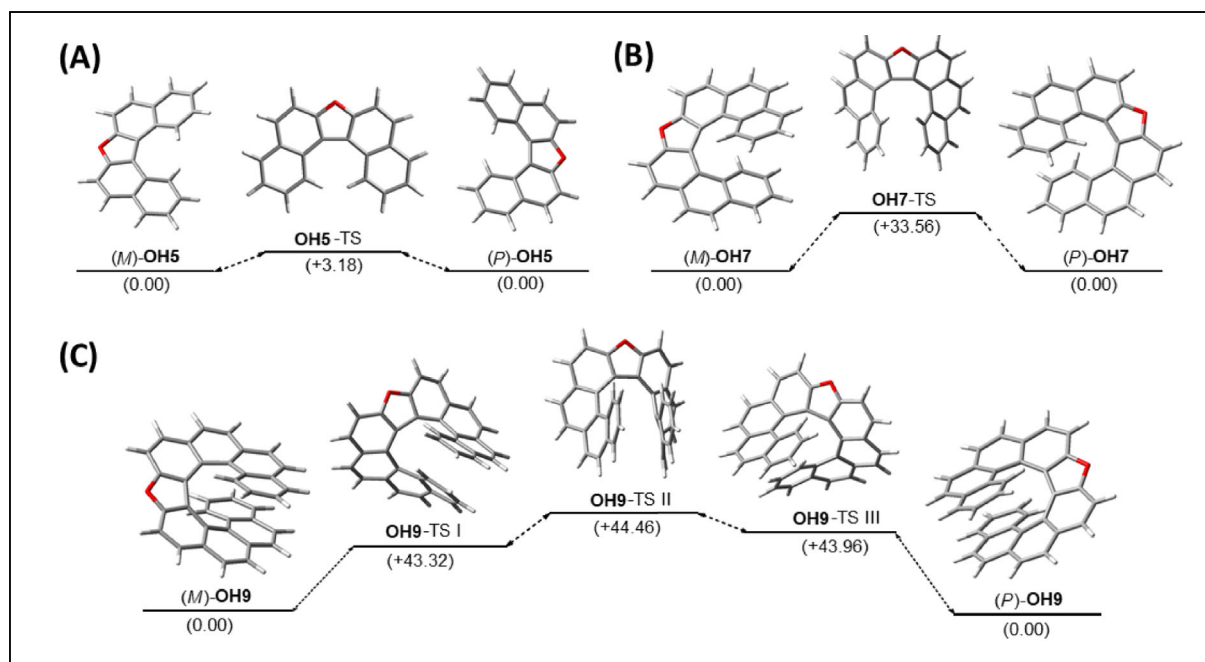 (A)
(B)
OH7-TS
(+33.56)
OH5-TS
(+3.18)
(M)-OH5
(0.00)
(P)-OH5
(0.00)
(M)-OH7
(0.00)
(P)-OH7
(0.00)
(C)
OH9-TS II
(+44.46)
OH9-TS I
(+43.32)
OH9-TS III
(+43.96)
(M)-OH9
(0.00)
(P)-OH9
(0.00)